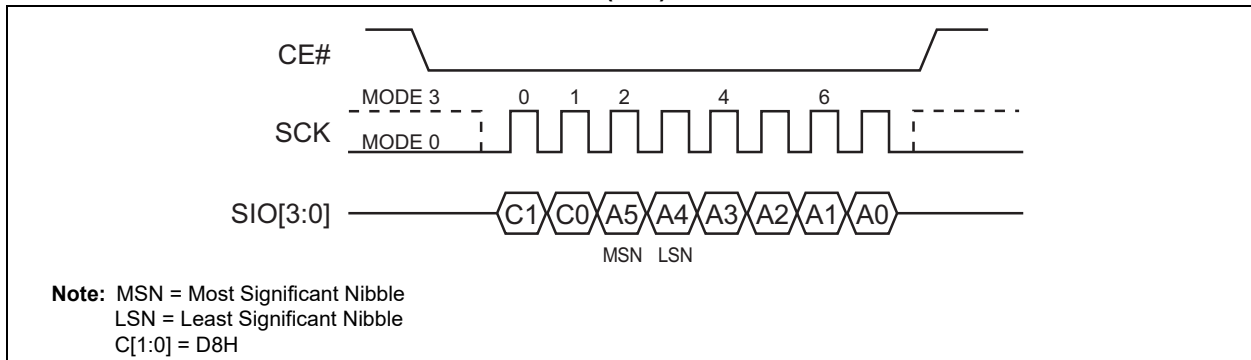 CE#
MODE 3 0 1 2 4 6
SCK
MODE 0
SIO[3:0] C1 C0 A5 A4 A3 A2 A1 A0
MSN LSN
Note: MSN = Most Significant Nibble
LSN = Least Significant Nibble
C[1:0] = D8H